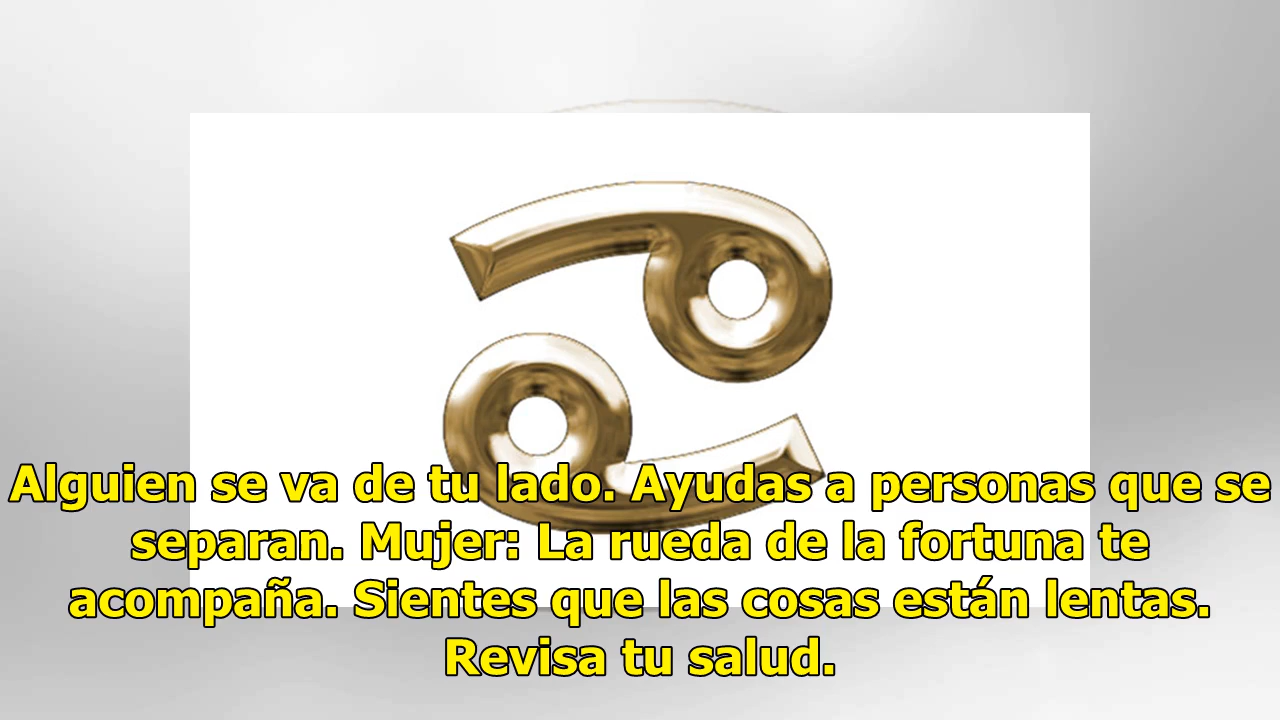 Alguien se va de tu lado. Ayudas a personas que se
separan. Mujer: La rueda de la fortuna te
acompaña. Sientes que las cosas están lentas.
Revisa tu salud.